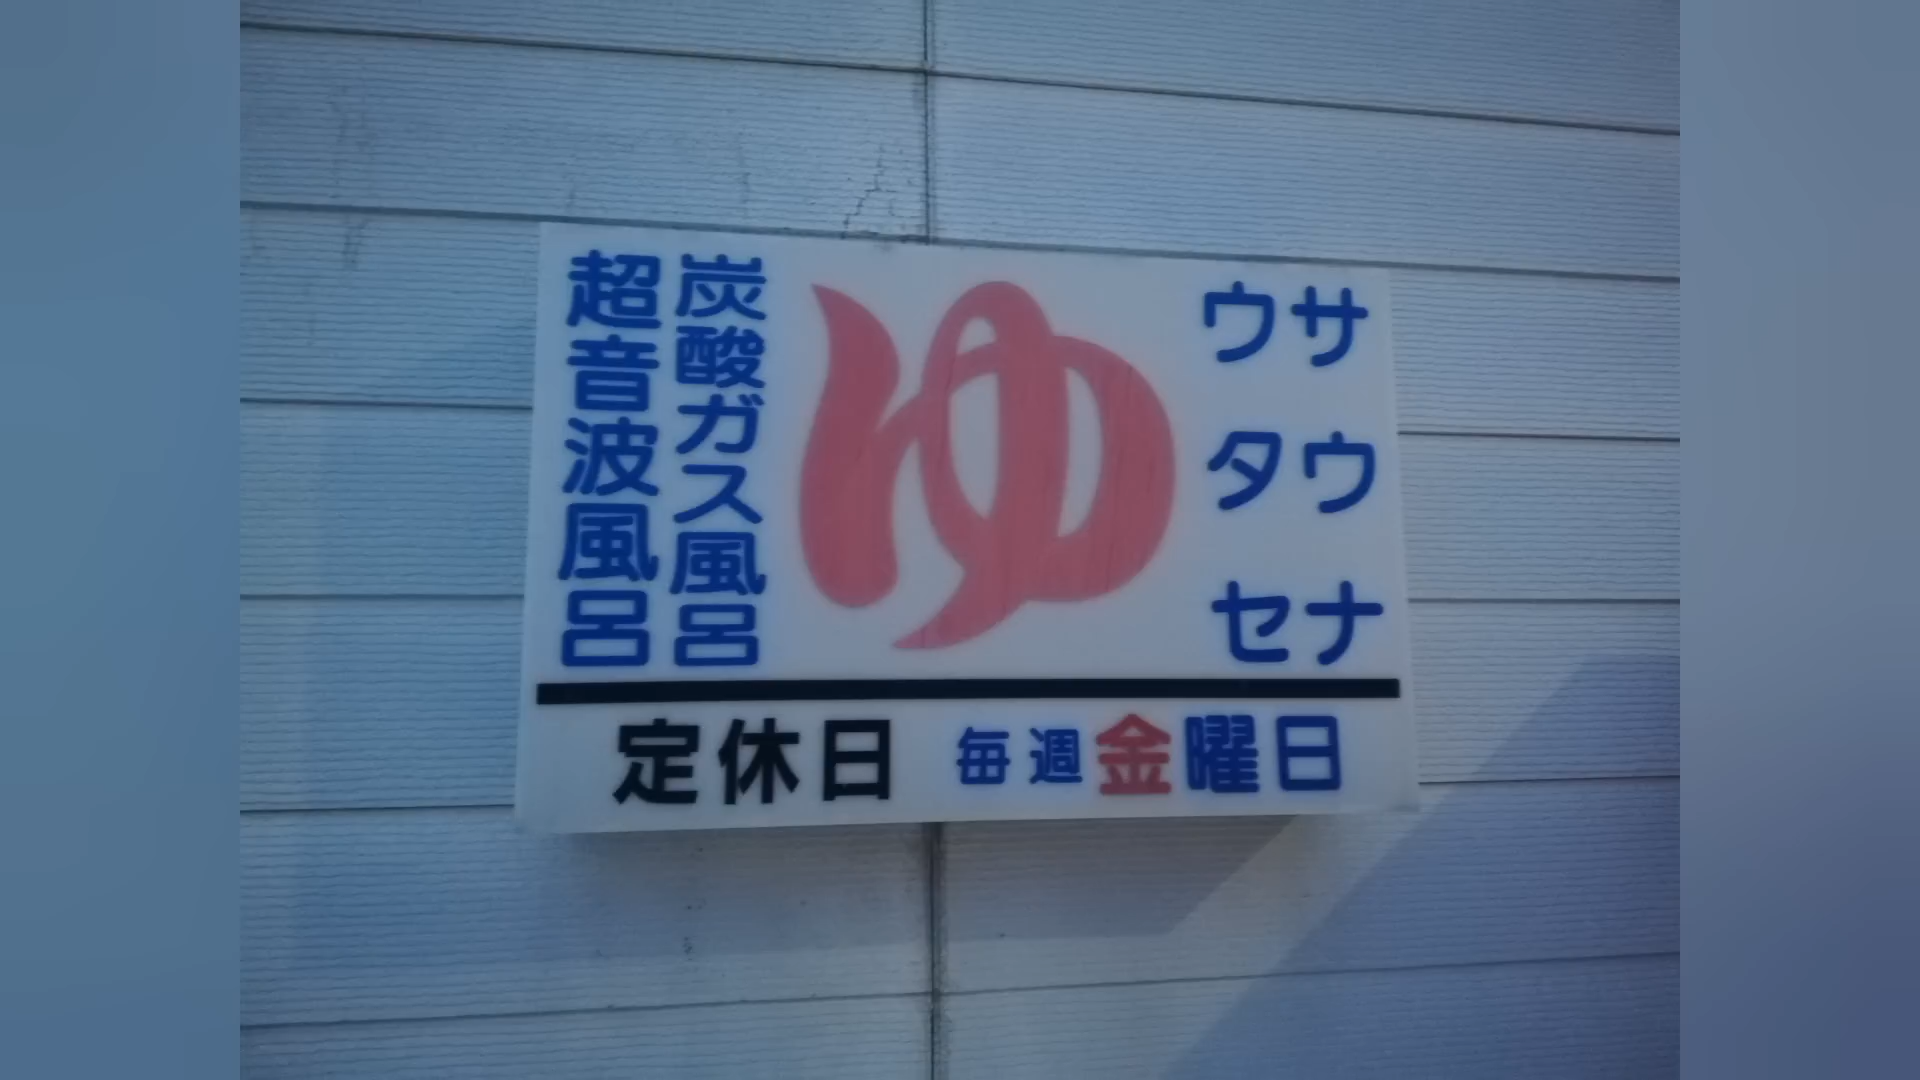 サウナ
ウタセ
ゆ
炭酸ガス風呂
超音波風呂
定休日 毎週金曜日